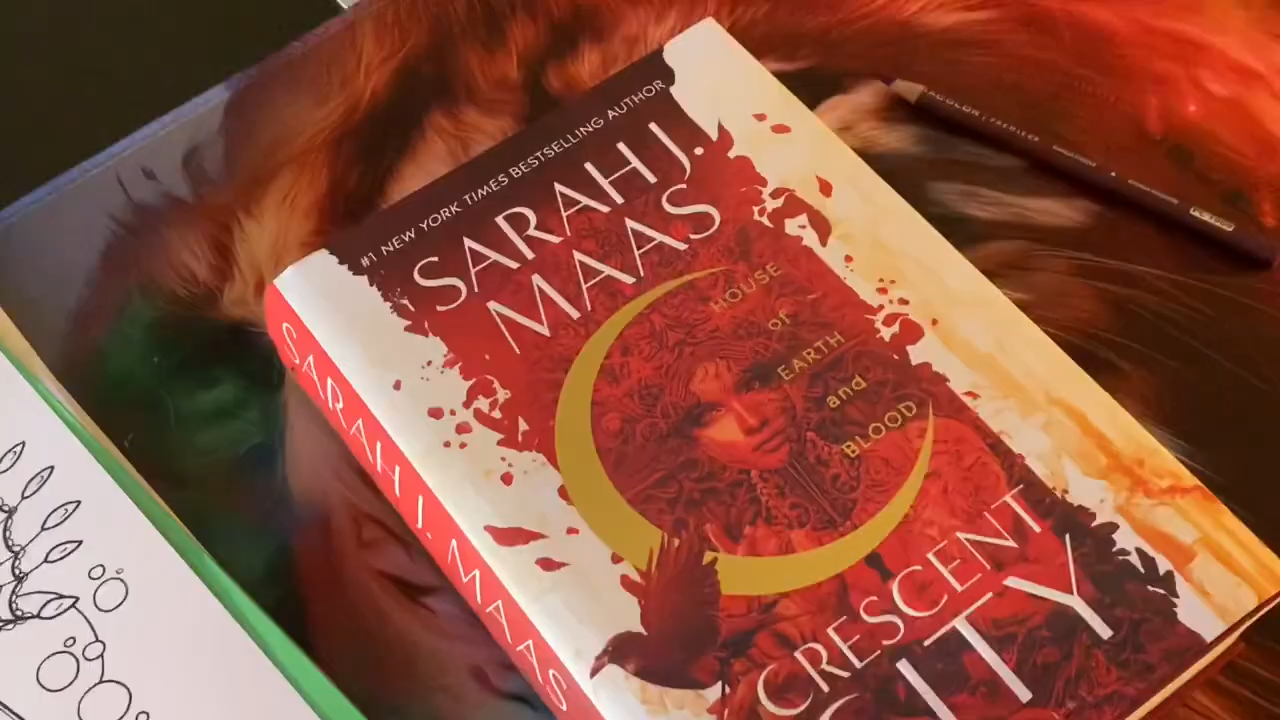 #1 NEW YORK TIMES BESTSELLING AUTHOR
SARAH J.
MAAS
HOUSE
of
EARTH
and
BLOOD
CRESCENT
CITY
SARAH J. MAAS